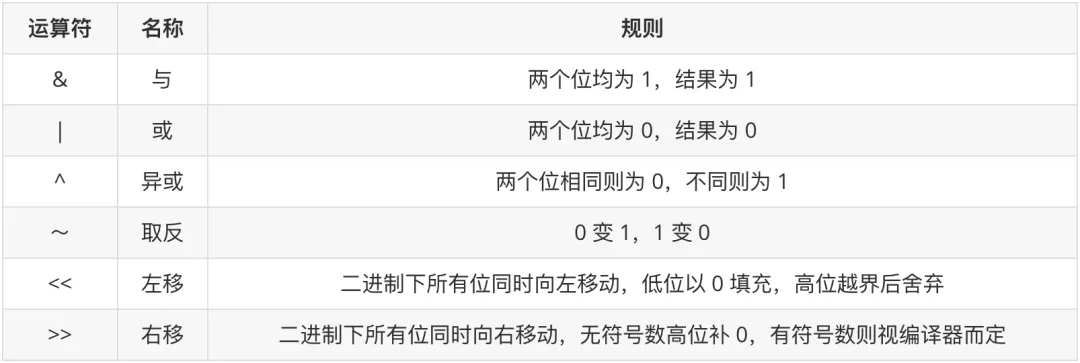 运算符 名称 规则
& 与 两个位均为 1，结果为 1
| 或 两个位均为 0，结果为 0
^ 异或 两个位相同则为 0，不同则为 1
～ 取反 0 变 1，1 变 0
<< 左移 二进制下所有位同时向左移动，低位以 0 填充，高位越界后舍弃
>> 右移 二进制下所有位同时向右移动，无符号数高位补 0，有符号数则视编译器而定